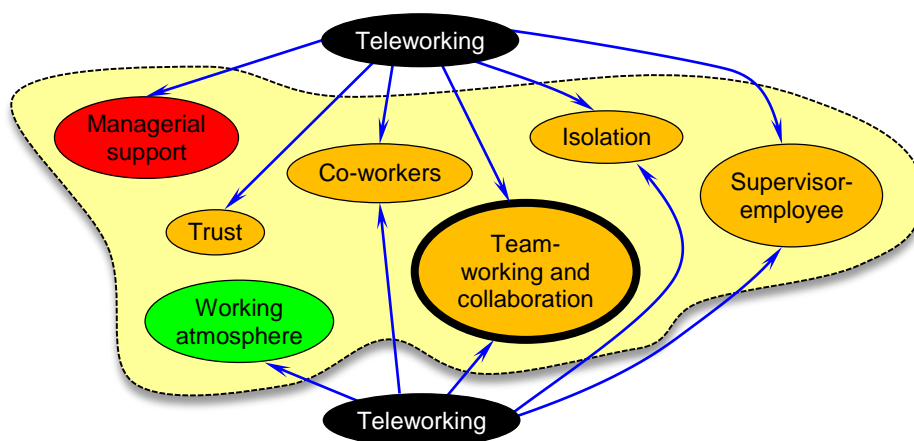 Teleworking
Managerial
support
Isolation
Co-workers
Supervisor-
employee
Trust
Team-
working and
collaboration
Working
atmosphere
Teleworking